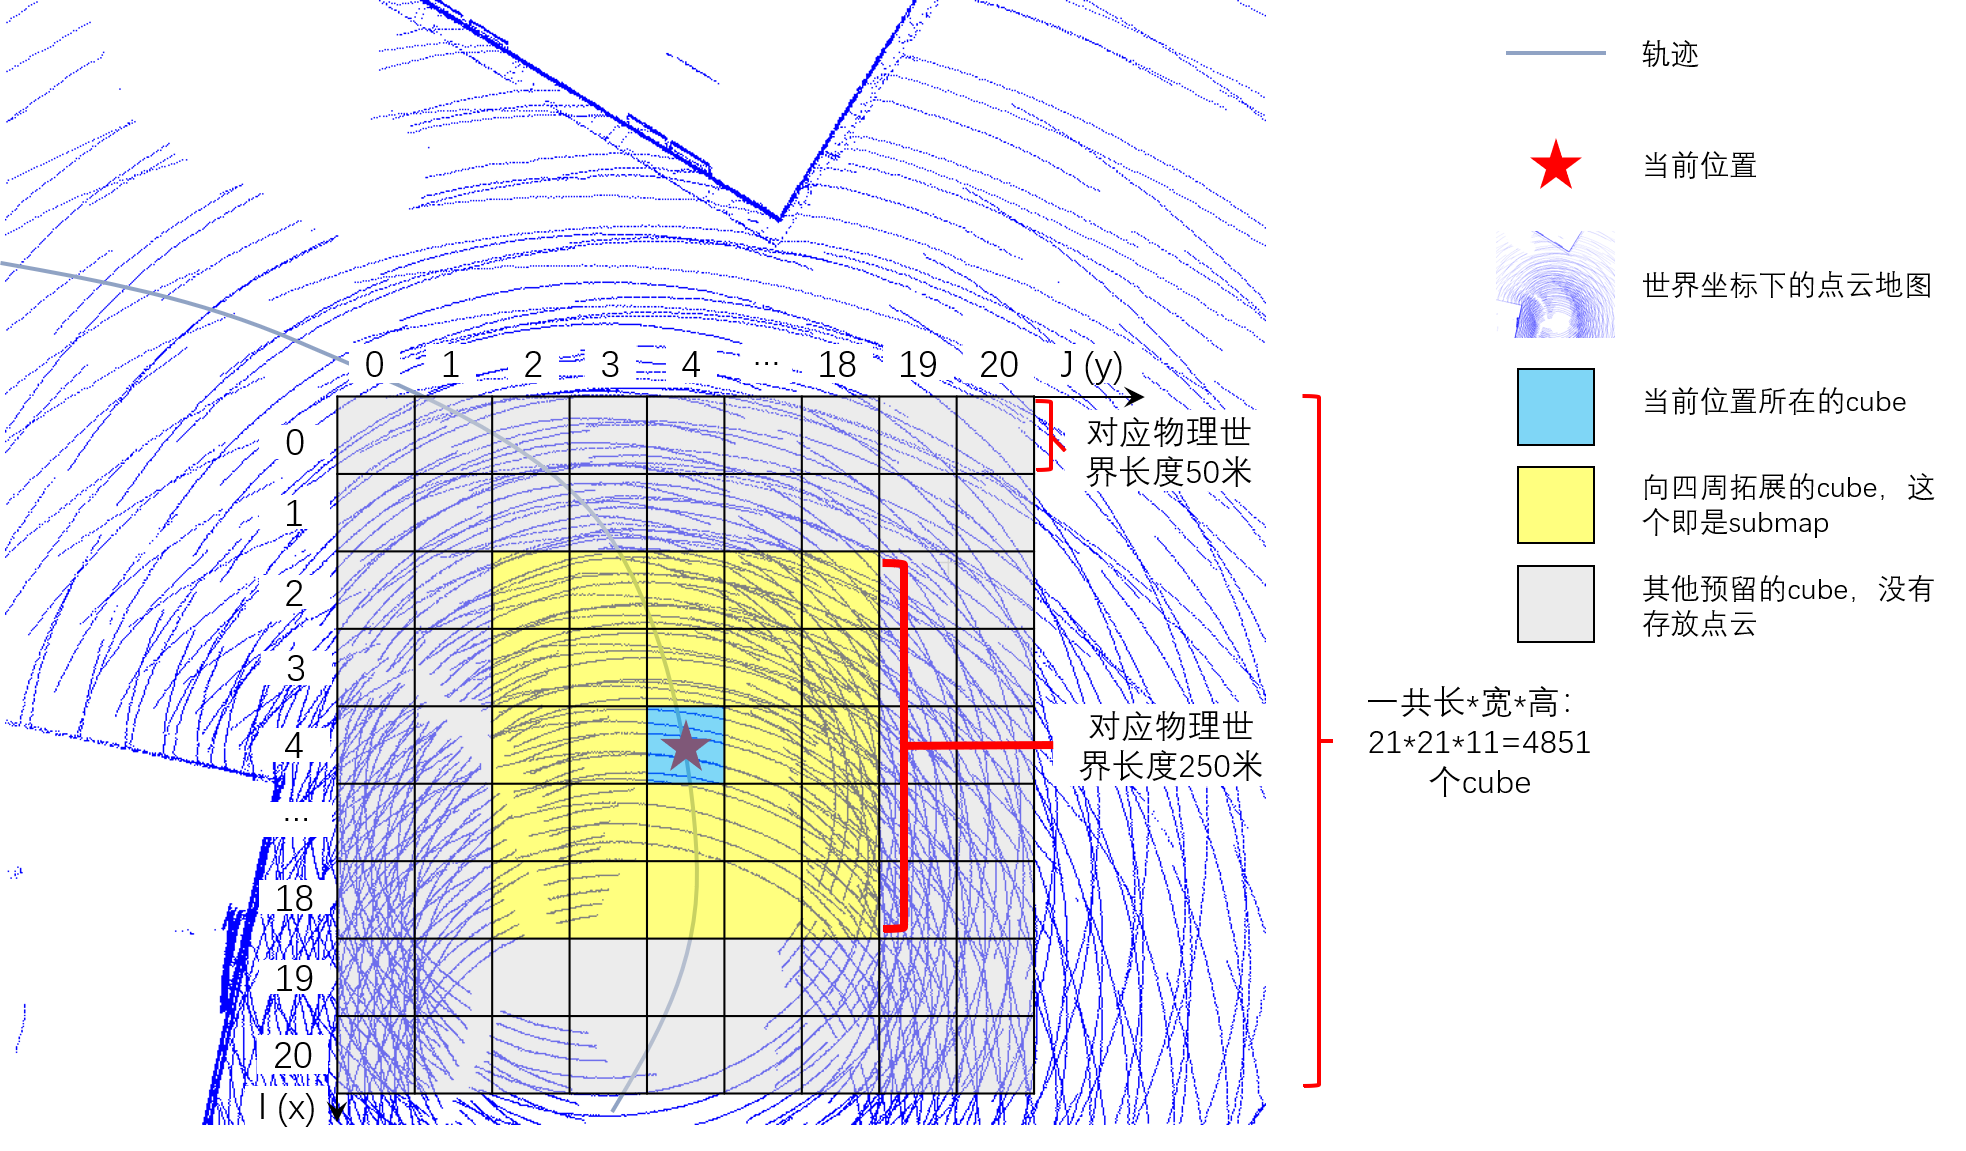 轨迹
当前位置
世界坐标下的点云地图
当前位置所在的cube
向四周拓展的cube，这
个即是submap
其他预留的cube，没有
存放点云
0 1 2 3 4 ... 18 19 20 J (y)
0
1
2
3
4
...
18
19
20
I (x)
对应物理世
界长度50米
对应物理世
界长度250米
一共长*宽*高：
21*21*11=4851
个cube